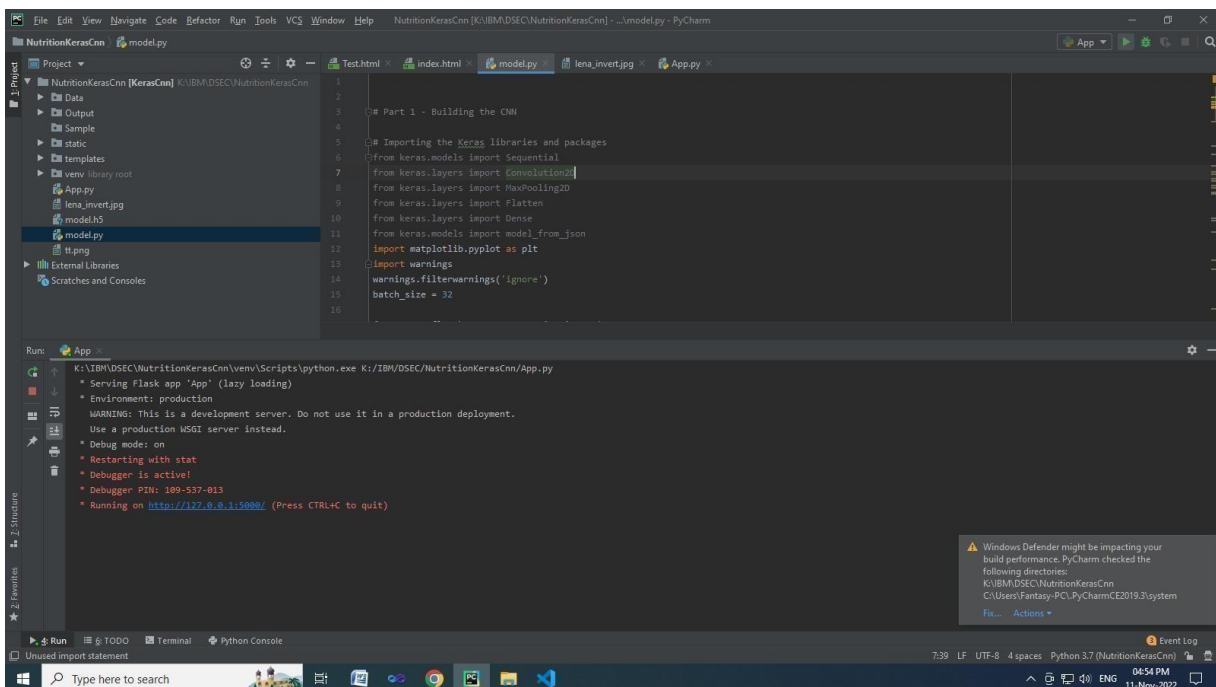 File Edit View Navigate Code Refactor Run Tools VCS Window Help NutritionKerasCnn [K:\IBM\DSEC\NutritionKerasCnn] - ...\model.py - PyCharm
NutritionKerasCnn model.py App
Project Test.html index.html model.py lena_invert.jpg App.py
1: Project
NutritionKerasCnn [KerasCnn] K:\IBM\DSEC\NutritionKerasCnn
Data
Output
Sample
static
templates
venv library root
App.py
lena_invert.jpg
model.h5
model.py
tt.png
External Libraries
Scratches and Consoles
1
2
3 # Part 1 - Building the CNN
4
5 # Importing the Keras libraries and packages
6 from keras.models import Sequential
7 from keras.layers import Convolution2D
8 from keras.layers import MaxPooling2D
9 from keras.layers import Flatten
10 from keras.layers import Dense
11 from keras.models import model_from_json
12 import matplotlib.pyplot as plt
13 import warnings
14 warnings.filterwarnings('ignore')
15 batch_size = 32
16
Run: App
K:\IBM\DSEC\NutritionKerasCnn\venv\Scripts\python.exe K:/IBM/DSEC/NutritionKerasCnn/App.py
* Serving Flask app 'App' (lazy loading)
* Environment: production
WARNING: This is a development server. Do not use it in a production deployment.
Use a production WSGI server instead.
* Debug mode: on
* Restarting with stat
* Debugger is active!
* Debugger PIN: 109-537-013
* Running on http://127.0.0.1:5000/ (Press CTRL+C to quit)
7: Structure
2: Favorites
Windows Defender might be impacting your
build performance. PyCharm checked the
following directories:
K:\IBM\DSEC\NutritionKerasCnn
C:\Users\Fantasy-PC\.PyCharmCE2019.3\system
Fix... Actions
4: Run 6: TODO Terminal Python Console 3 Event Log
Unused import statement 7:39 LF UTF-8 4 spaces Python 3.7 (NutritionKerasCnn)
Type here to search ENG 04:54 PM
11-Nov-2022